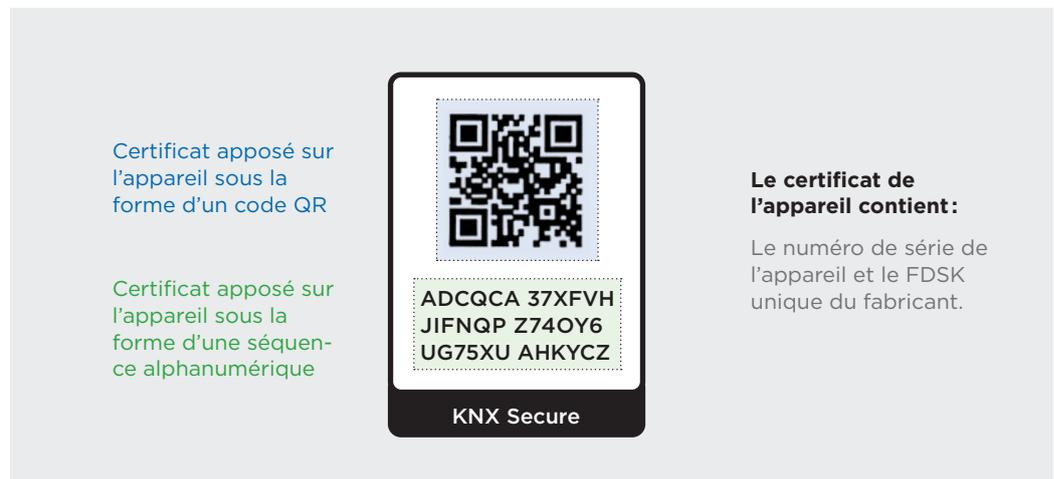 Certificat apposé sur
l’appareil sous la
forme d’un code QR
Certificat apposé sur
l’appareil sous la
forme d’une séquen-
ce alphanumérique
ADCQCA 37XFVH
JIFNQP Z74OY6
UG75XU AHKYCZ
KNX Secure
Le certificat de
l’appareil contient :
Le numéro de série de
l’appareil et le FDSK
unique du fabricant.